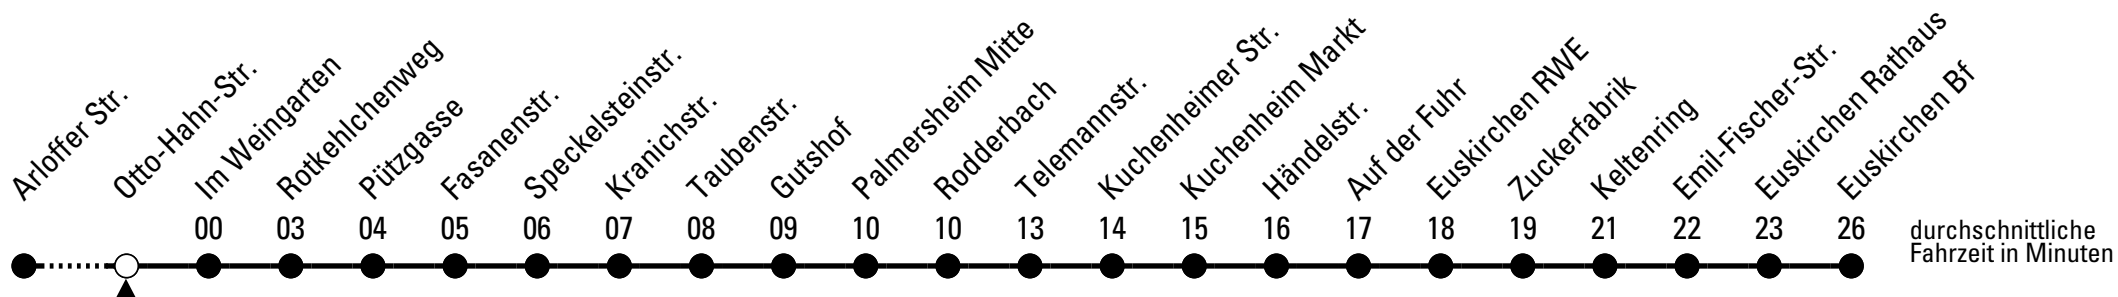 Arloffer Str.
Otto-Hahn-Str.
Im Weingarten
Rotkehlchenweg
Pützgasse
Fasanenstr.
Speckelsteinstr.
Kranichstr.
Taubenstr.
Gutshof
Palmersheim Mitte
Rodderbach
Telemannstr.
Kuchenheimer Str.
Kuchenheim Markt
Händelstr.
Auf der Fuhr
Euskirchen RWE
Zuckerfabrik
Keltenring
Emil-Fischer-Str.
Euskirchen Rathaus
Euskirchen Bf
00 03 04 05 06 07 08 09 10 10 13 14 15 16 17 18 19 21 22 23 26
durchschnittliche
Fahrzeit in Minuten